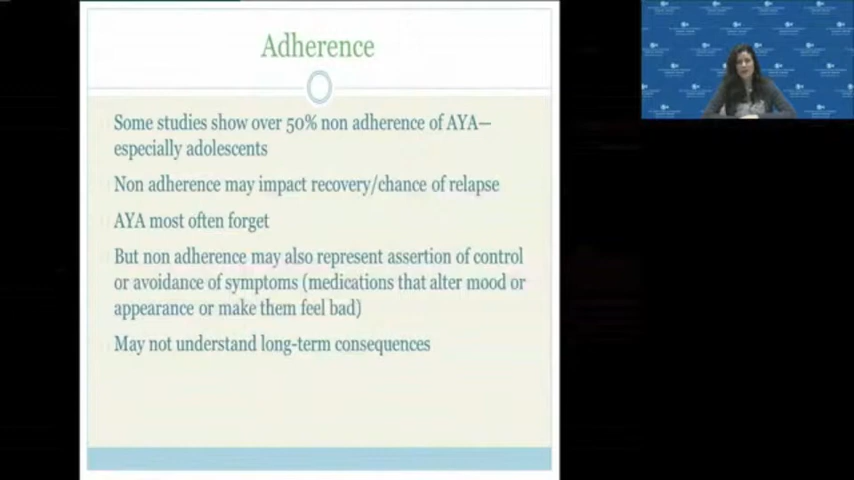 Adherence
Some studies show over 50% non adherence of AYA—
especially adolescents
Non adherence may impact recovery/chance of relapse
AYA most often forget
But non adherence may also represent assertion of control
or avoidance of symptoms (medications that alter mood or
appearance or make them feel bad)
May not understand long-term consequences